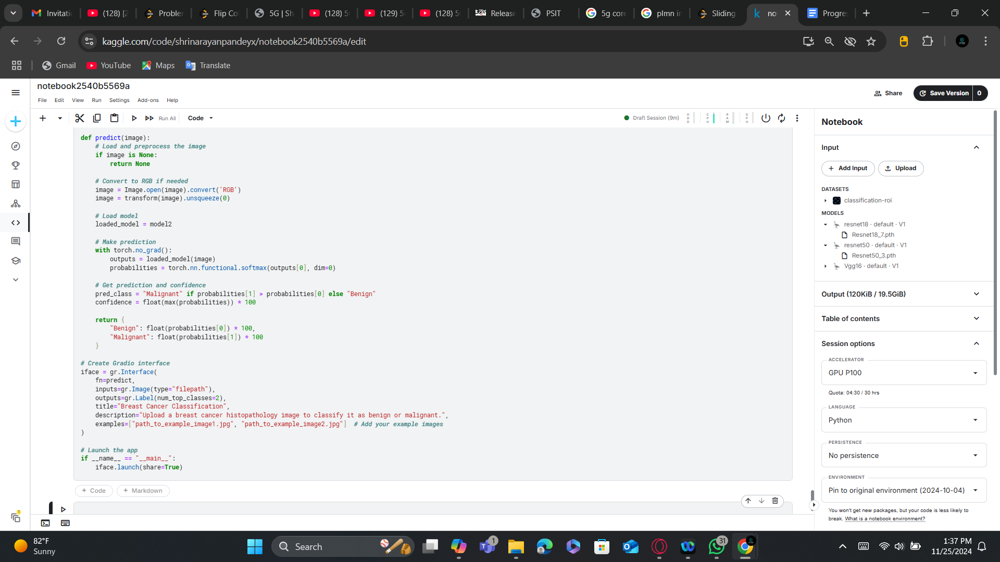 Invitatio
(128) [2
Probler
Flip Co
5G | Sh
(128) 5
(129) 5
(128) 5
Release
PSIT
5g core
plmn in
Sliding
no
Progre
kaggle.com/code/shrinarayanpandeyx/notebook2540b5569a/edit
Gmail
YouTube
Maps
Translate
notebook2540b5569a
File Edit View Run Settings Add-ons Help
Share
Save Version 0
Run All
Code
Draft Session (9m)
HDD
CPU
RAM
GPU
def predict(image):
# Load and preprocess the image
if image is None:
return None
# Convert to RGB if needed
image = Image.open(image).convert('RGB')
image = transform(image).unsqueeze(0)
# Load model
loaded_model = model2
# Make prediction
with torch.no_grad():
outputs = loaded_model(image)
probabilities = torch.nn.functional.softmax(outputs[0], dim=0)
# Get prediction and confidence
pred_class = "Malignant" if probabilities[1] > probabilities[0] else "Benign"
confidence = float(max(probabilities)) * 100
return {
"Benign": float(probabilities[0]) * 100,
"Malignant": float(probabilities[1]) * 100
}
# Create Gradio interface
iface = gr.Interface(
fn=predict,
inputs=gr.Image(type="filepath"),
outputs=gr.Label(num_top_classes=2),
title="Breast Cancer Classification",
description="Upload a breast cancer histopathology image to classify it as benign or malignant.",
examples=["path_to_example_image1.jpg", "path_to_example_image2.jpg"]  # Add your example images
)
# Launch the app
if __name__ == "__main__":
iface.launch(share=True)
+ Code
+ Markdown
Notebook
Input
+ Add Input
Upload
DATASETS
classification-roi
MODELS
resnet18 · default · V1
Resnet18_7.pth
resnet50 · default · V1
Resnet50_3.pth
Vgg16 · default · V1
Output (120KiB / 19.5GiB)
Table of contents
Session options
ACCELERATOR
GPU P100
Quota: 04:30 / 30 hrs
LANGUAGE
Python
PERSISTENCE
No persistence
ENVIRONMENT
Pin to original environment (2024-10-04)
You won't get new packages, but your code is less likely to
break. What is a notebook environment?
1
82°F
Sunny
Search
1
31
1:37 PM
11/25/2024